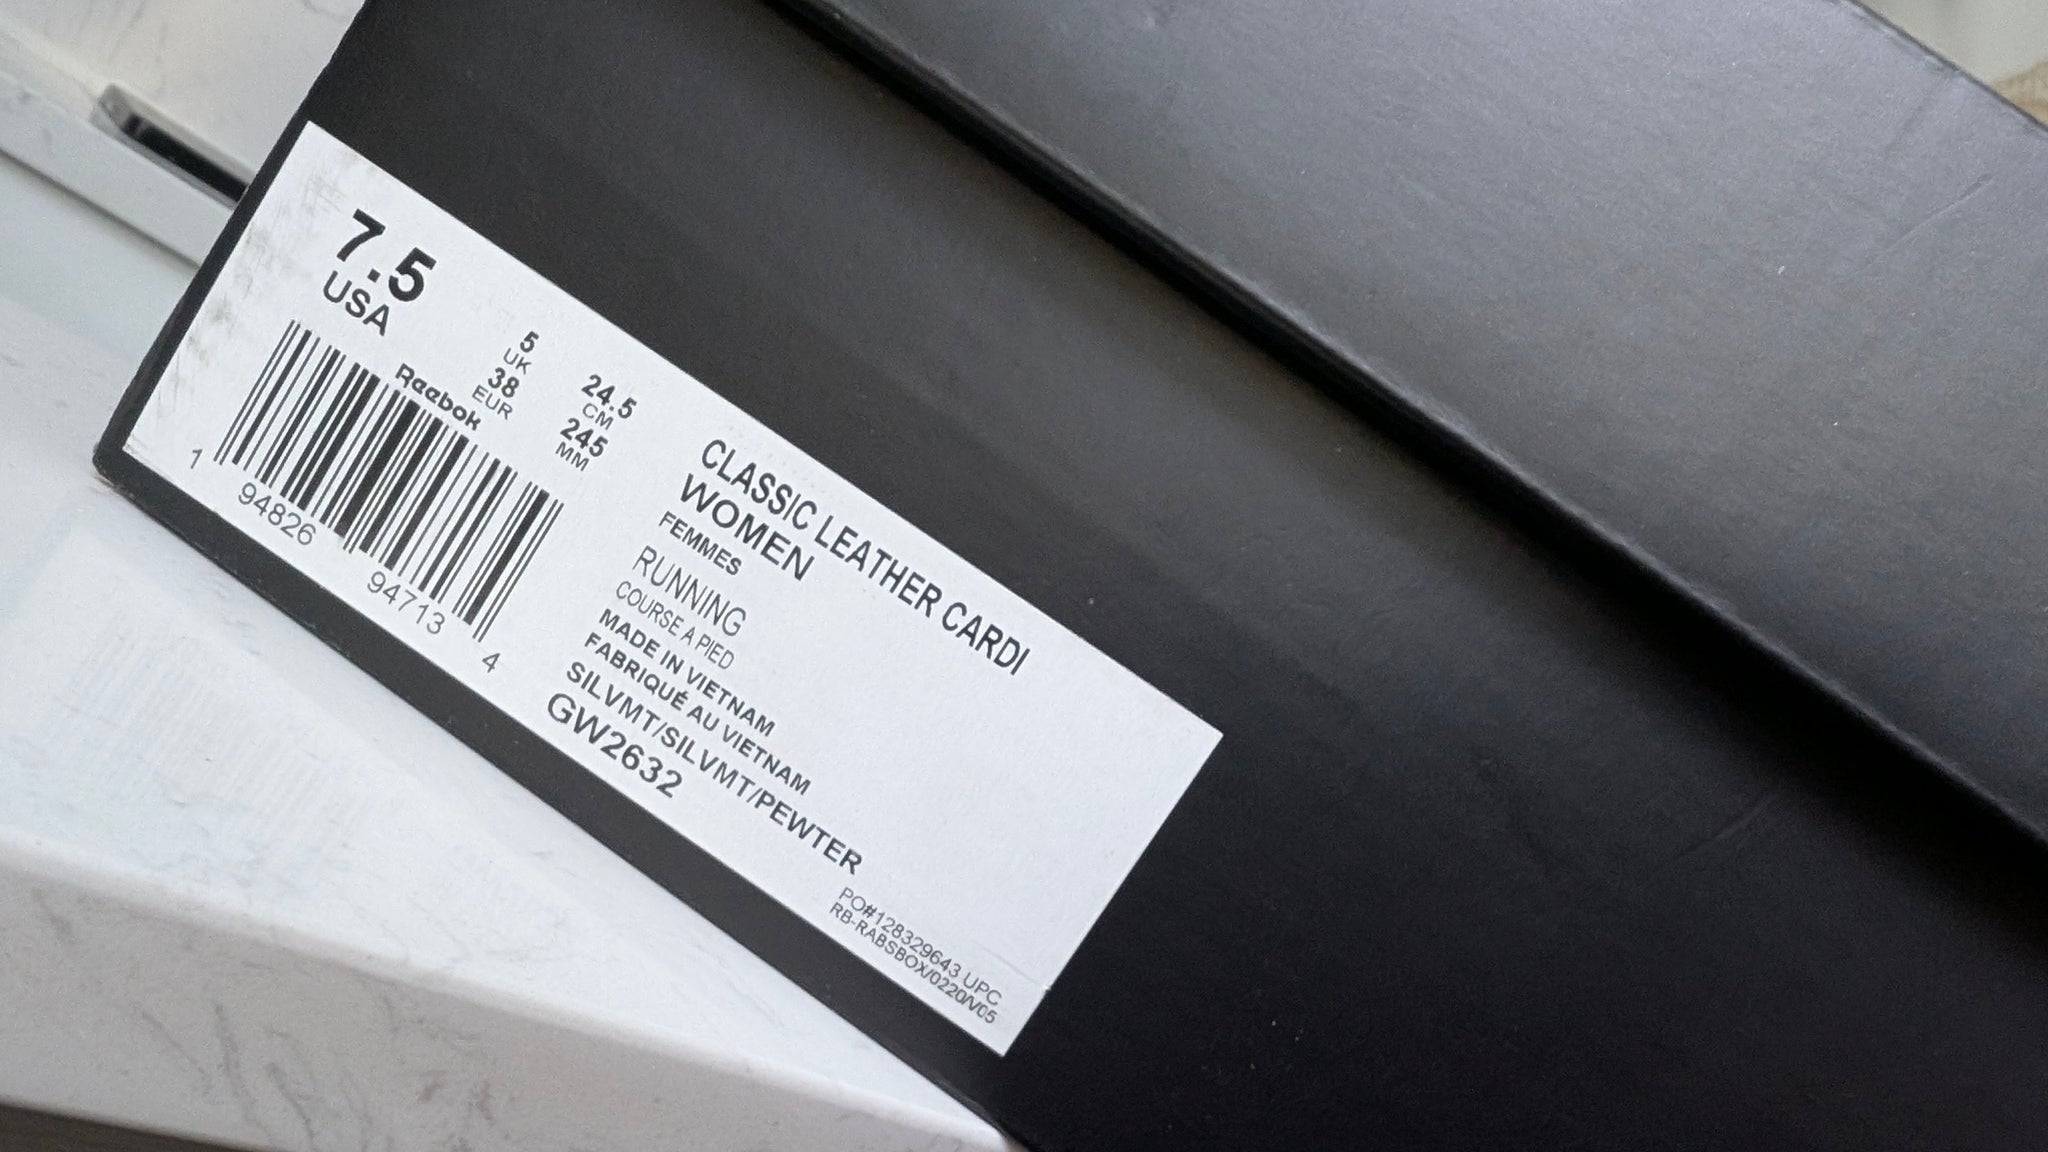 7.5
USA
5
UK
38
EUR
24.5
CM
245
MM
Reebok
1 94826 94713 4
CLASSIC LEATHER CARDI
WOMEN
FEMMES
RUNNING
COURSE A PIED
MADE IN VIETNAM
FABRIQUÉ AU VIETNAM
SILVMT/SILVMT/PEWTER
GW2632
PO#128329643 UPC
RB-RABSBOX/0220/V05